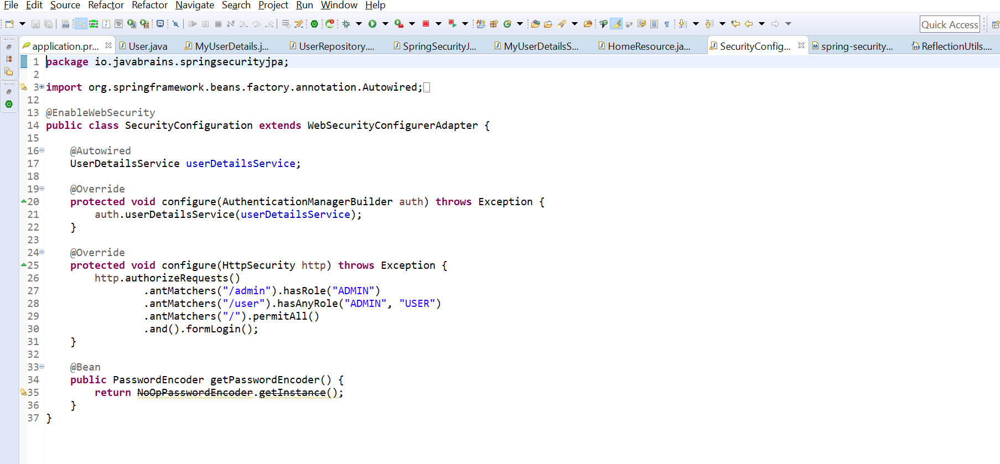 File Edit Source Refactor Refactor Navigate Search Project Run Window Help
Quick Access
application.pr... User.java MyUserDetails.j... UserRepository.... SpringSecurityJ... MyUserDetailsS... HomeResource.ja... SecurityConfig... spring-security... ReflectionUtils....
1 package io.javabrains.springsecurityjpa;
2
3 import org.springframework.beans.factory.annotation.Autowired;
12
13 @EnableWebSecurity
14 public class SecurityConfiguration extends WebSecurityConfigurerAdapter {
15
16 @Autowired
17 UserDetailsService userDetailsService;
18
19 @Override
20 protected void configure(AuthenticationManagerBuilder auth) throws Exception {
21 auth.userDetailsService(userDetailsService);
22 }
23
24 @Override
25 protected void configure(HttpSecurity http) throws Exception {
26 http.authorizeRequests()
27 .antMatchers("/admin").hasRole("ADMIN")
28 .antMatchers("/user").hasAnyRole("ADMIN", "USER")
29 .antMatchers("/").permitAll()
30 .and().formLogin();
31 }
32
33 @Bean
34 public PasswordEncoder getPasswordEncoder() {
35 return NoOpPasswordEncoder.getInstance();
36 }
37 }